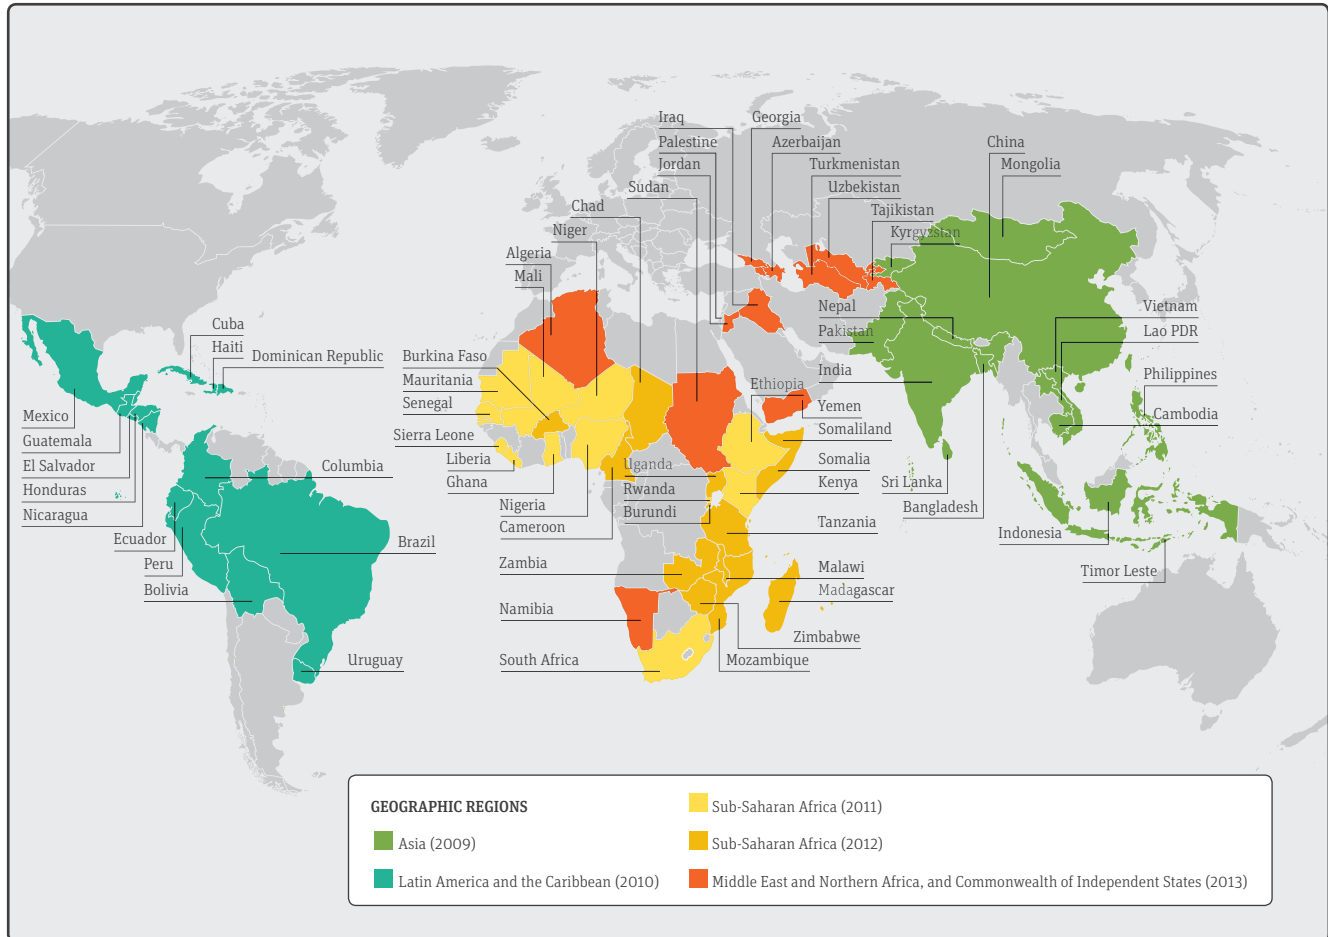 Iraq
Georgia
Palestine
Azerbaijan
China
Jordan
Turkmenistan
Mongolia
Sudan
Uzbekistan
Chad
Tajikistan
Niger
Kyrgyzstan
Algeria
Mali
Nepal
Vietnam
Cuba
Pakistan
Lao PDR
Haiti
Dominican Republic
Burkina Faso
India
Philippines
Mauritania
Ethiopia
Senegal
Yemen
Cambodia
Mexico
Somaliland
Guatemala
Sierra Leone
Liberia
Somalia
El Salvador
Columbia
Uganda
Ghana
Kenya
Sri Lanka
Honduras
Rwanda
Nigeria
Bangladesh
Nicaragua
Burundi
Cameroon
Tanzania
Indonesia
Ecuador
Brazil
Peru
Zambia
Malawi
Timor Leste
Bolivia
Madagascar
Namibia
Zimbabwe
Uruguay
South Africa
Mozambique
GEOGRAPHIC REGIONS
Asia (2009)
Latin America and the Caribbean (2010)
Sub-Saharan Africa (2011)
Sub-Saharan Africa (2012)
Middle East and Northern Africa, and Commonwealth of Independent States (2013)